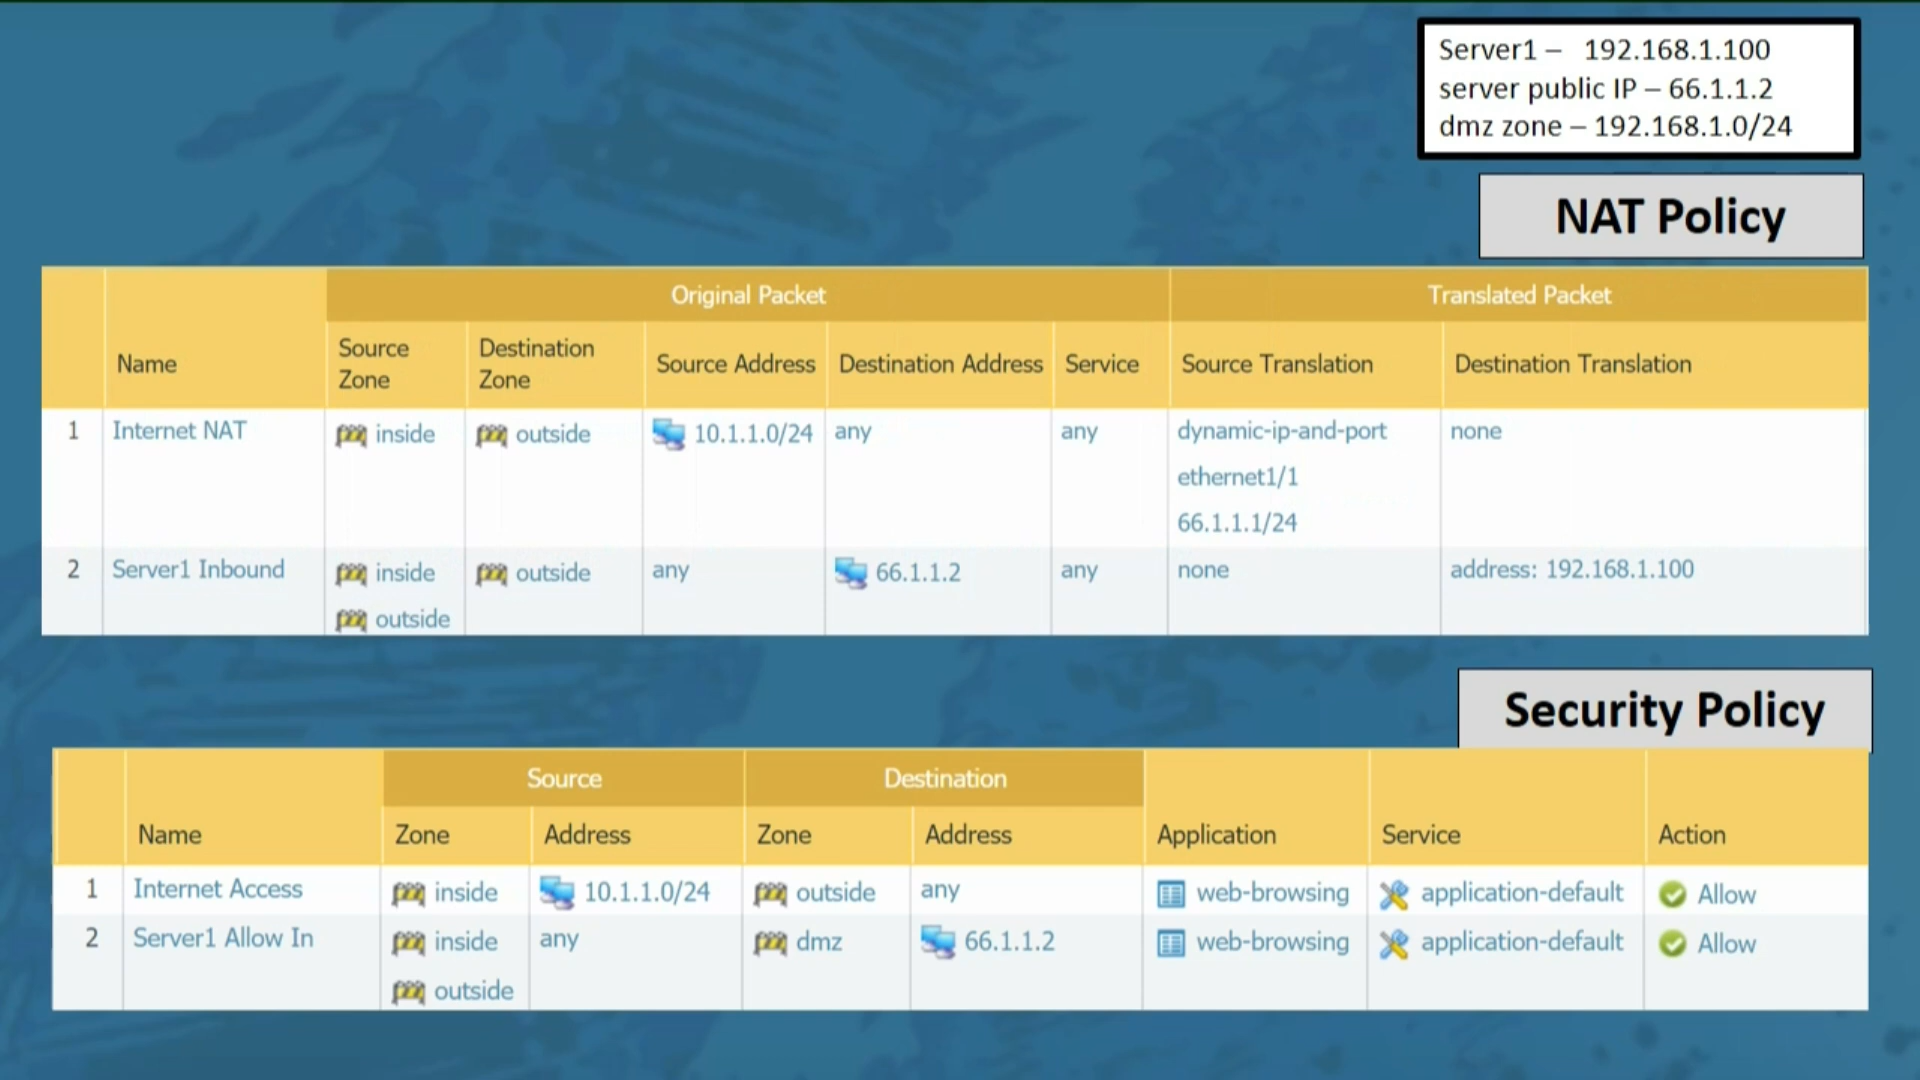 Server1 – 192.168.1.100
server public IP – 66.1.1.2
dmz zone – 192.168.1.0/24
NAT Policy
Original Packet Translated Packet
Name Source Zone Destination Zone Source Address Destination Address Service Source Translation Destination Translation
1 Internet NAT inside outside 10.1.1.0/24 any any dynamic-ip-and-port none
ethernet1/1
66.1.1.1/24
2 Server1 Inbound inside outside any 66.1.1.2 any none address: 192.168.1.100
outside
Security Policy
Source Destination
Name Zone Address Zone Address Application Service Action
1 Internet Access inside 10.1.1.0/24 outside any web-browsing application-default Allow
2 Server1 Allow In inside any dmz 66.1.1.2 web-browsing application-default Allow
outside